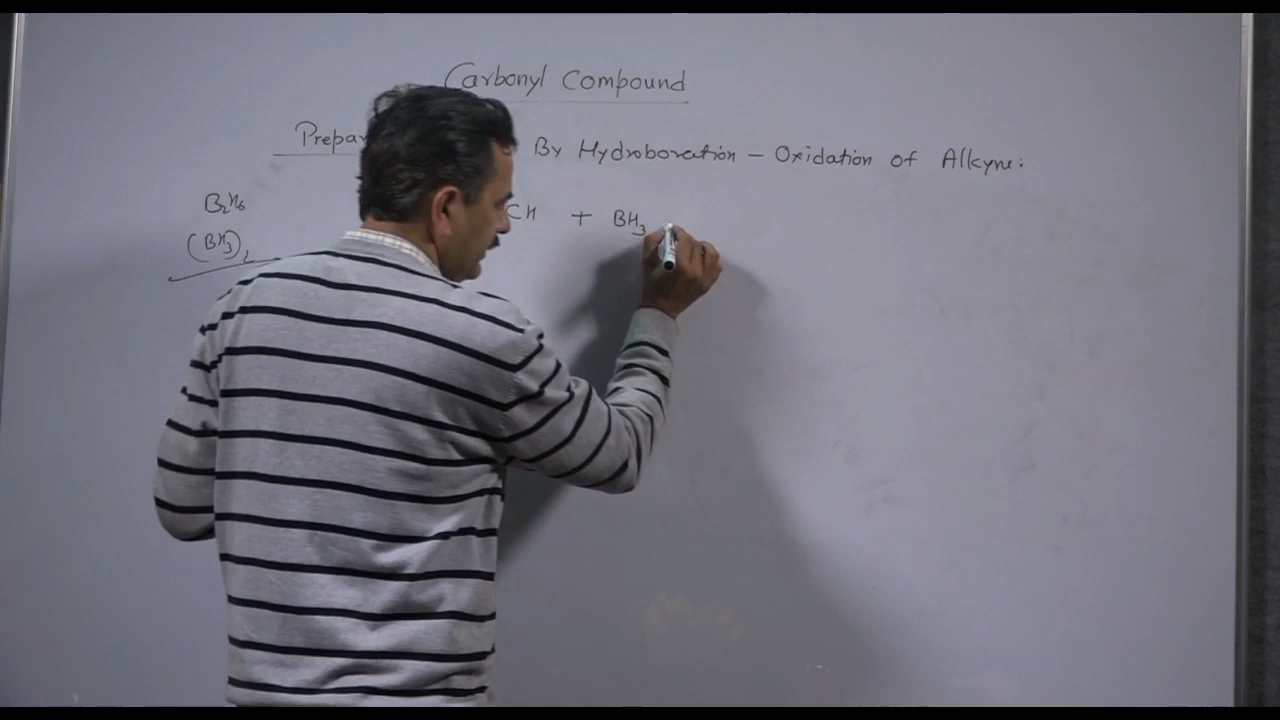 Carbonyl Compound
Prepar By Hydroboration - Oxidation of Alkyne:
B₂H₆
(BH₃)₂
CH + BH₃